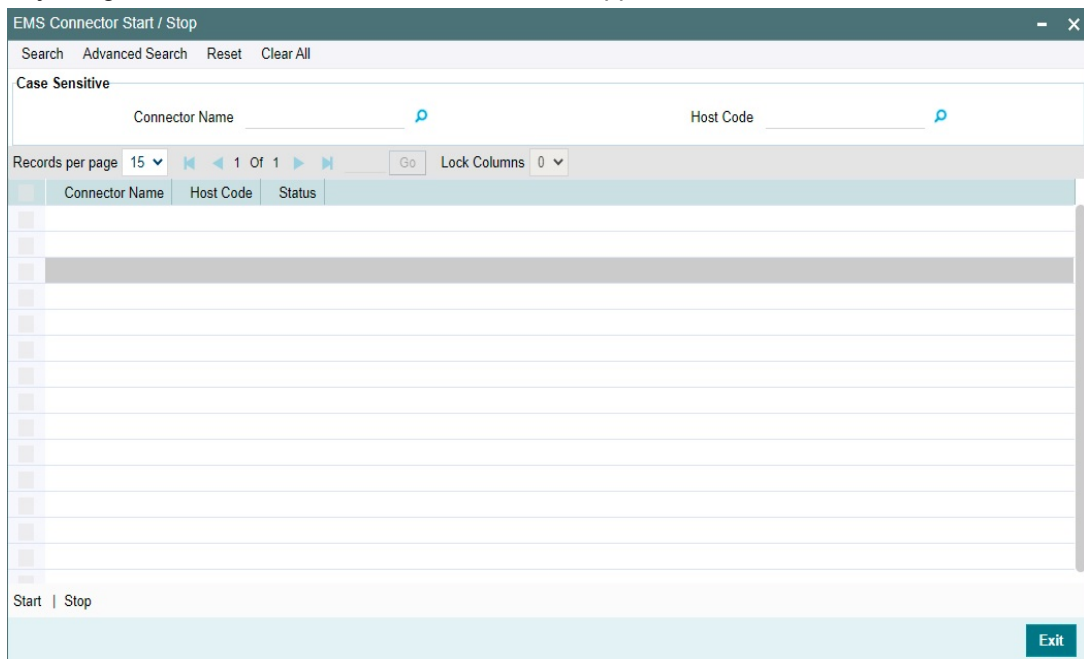 EMS Connector Start / Stop
Search Advanced Search Reset Clear All
Case Sensitive
Connector Name Host Code
Records per page 15 1 Of 1 Go Lock Columns 0
Connector Name Host Code Status
Start | Stop
Exit